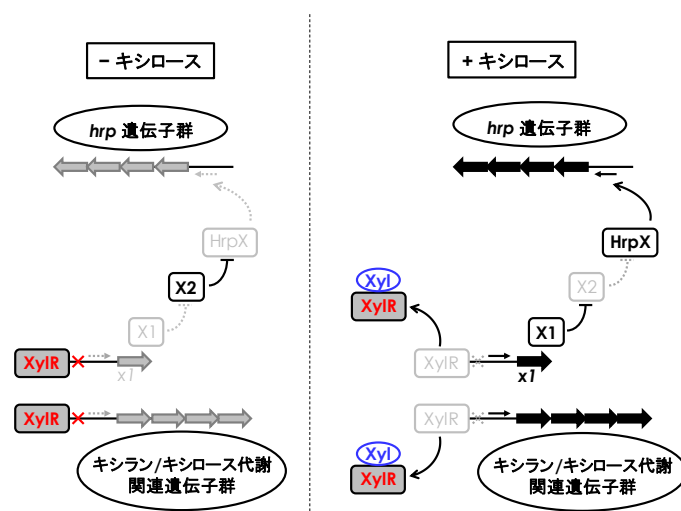 − キシロース
hrp 遺伝子群
HrpX
X2
X1
XylR
x1
XylR
キシラン/キシロース代謝
関連遺伝子群
+ キシロース
hrp 遺伝子群
HrpX
X2
Xyl
XylR
X1
XylR
x1
XylR
Xyl
XylR
キシラン/キシロース代謝
関連遺伝子群